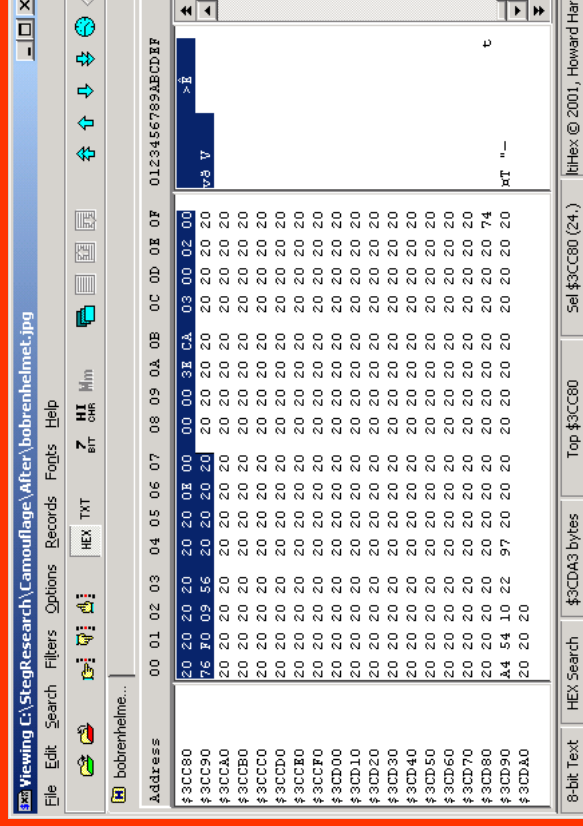 Viewing C:\StegResearch\Camouflage\After\bobrenhelmet.jpg
File Edit Search Filters Options Records Fonts Help
HEX TXT 7 BIT HI CHR Mm
bobrenhelme...
Address 00 01 02 03 04 05 06 07 08 09 0A 0B 0C 0D 0E 0F 0123456789ABCDEF
$3CC80 20 20 20 20 20 20 0E 00 00 00 3E CA 03 00 02 00 >Ê
$3CC90 76 F0 09 56 20 20 20 20 20 20 20 20 20 20 20 20 vð V
$3CCA0 20 20 20 20 20 20 20 20 20 20 20 20 20 20 20 20
$3CCB0 20 20 20 20 20 20 20 20 20 20 20 20 20 20 20 20
$3CCC0 20 20 20 20 20 20 20 20 20 20 20 20 20 20 20 20
$3CCD0 20 20 20 20 20 20 20 20 20 20 20 20 20 20 20 20
$3CCE0 20 20 20 20 20 20 20 20 20 20 20 20 20 20 20 20
$3CCF0 20 20 20 20 20 20 20 20 20 20 20 20 20 20 20 20
$3CD00 20 20 20 20 20 20 20 20 20 20 20 20 20 20 20 20
$3CD10 20 20 20 20 20 20 20 20 20 20 20 20 20 20 20 20
$3CD20 20 20 20 20 20 20 20 20 20 20 20 20 20 20 20 20
$3CD30 20 20 20 20 20 20 20 20 20 20 20 20 20 20 20 20
$3CD40 20 20 20 20 20 20 20 20 20 20 20 20 20 20 20 20
$3CD50 20 20 20 20 20 20 20 20 20 20 20 20 20 20 20 20
$3CD60 20 20 20 20 20 20 20 20 20 20 20 20 20 20 20 20
$3CD70 20 20 20 20 20 20 20 20 20 20 20 20 20 20 20 20
$3CD80 20 20 20 20 20 20 20 20 20 20 20 20 20 20 20 74 t
$3CD90 A4 54 10 22 97 20 20 20 20 20 20 20 20 20 20 20 ¤T "—
$3CDA0 20 20 20
8-bit Text HEX Search $3CDA3 bytes Top $3CC80 Sel $3CC80 (24.) ltiHex © 2001, Howard Har